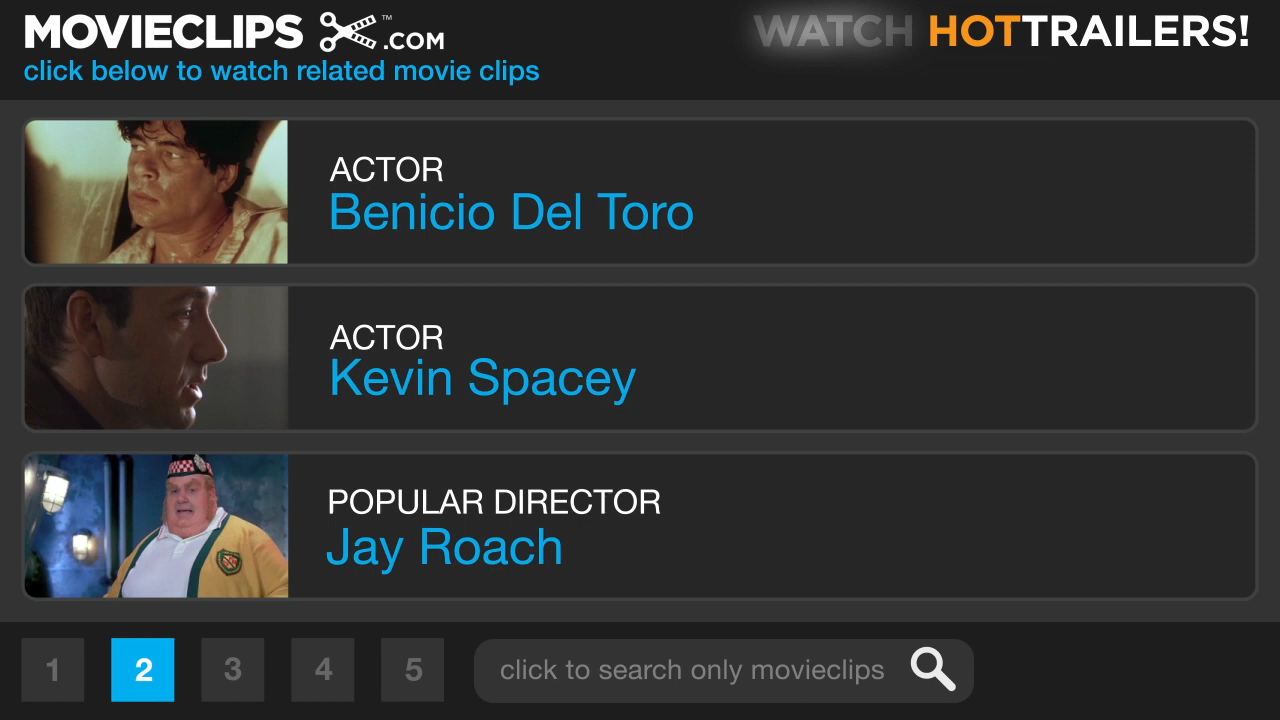 MOVIECLIPS ™ .COM
WATCH HOTTRAILERS!
click below to watch related movie clips
ACTOR
Benicio Del Toro
ACTOR
Kevin Spacey
POPULAR DIRECTOR
Jay Roach
1 2 3 4 5
click to search only movieclips